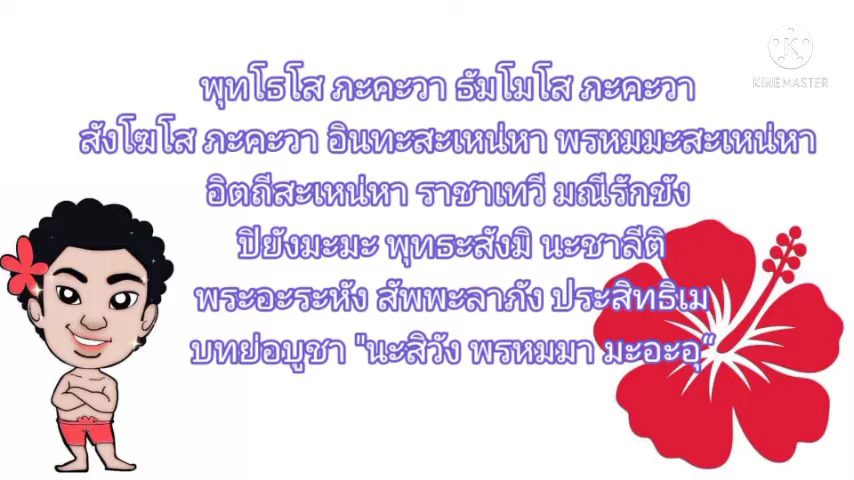 KINEMASTER
พุทโธโส ภะคะวา ธัมโมโส ภะคะวา
สังโฆโส ภะคะวา อินทะสะเหน่หา พรหมมะสะเหน่หา
อิตถีสะเหน่หา ราชาเทวี มณีรักขัง
ปิยังมะมะ พุทธะสังมิ นะชาลีติ
พระอะระหัง สัพพะลาภัง ประสิทธิเม
บทย่อบูชา "นะสิวัง พรหมมา มะอะอุ"